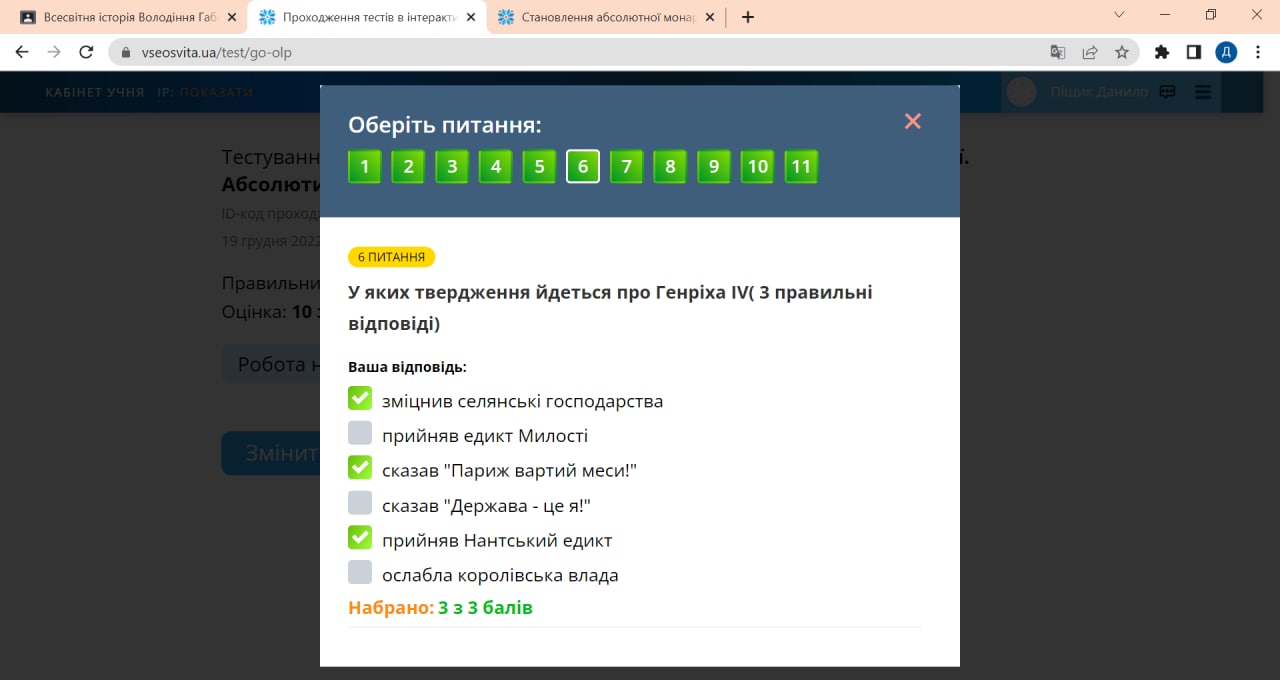 Всесвітня історія Володіння Габ
Проходження тестів в інтеракти
Становлення абсолютної монар
vseosvita.ua/test/go-olp
Д
КАБІНЕТ УЧНЯ IP: ПОКАЗАТИ
Піщик Данило
Оберіть питання:
1 2 3 4 5 6 7 8 9 10 11
Тестуванн
ї.
Абсолюти
ID-код проход
19 грудня 2022
Правильни
Оцінка: 10 з
Робота н
Змінит
6 ПИТАННЯ
У яких твердження йдеться про Генріха IV( 3 правильні
відповіді)
Ваша відповідь:
зміцнив селянські господарства
прийняв едикт Милості
сказав "Париж вартий меси!"
сказав "Держава - це я!"
прийняв Нантський едикт
ослабла королівська влада
Набрано: 3 з 3 балів